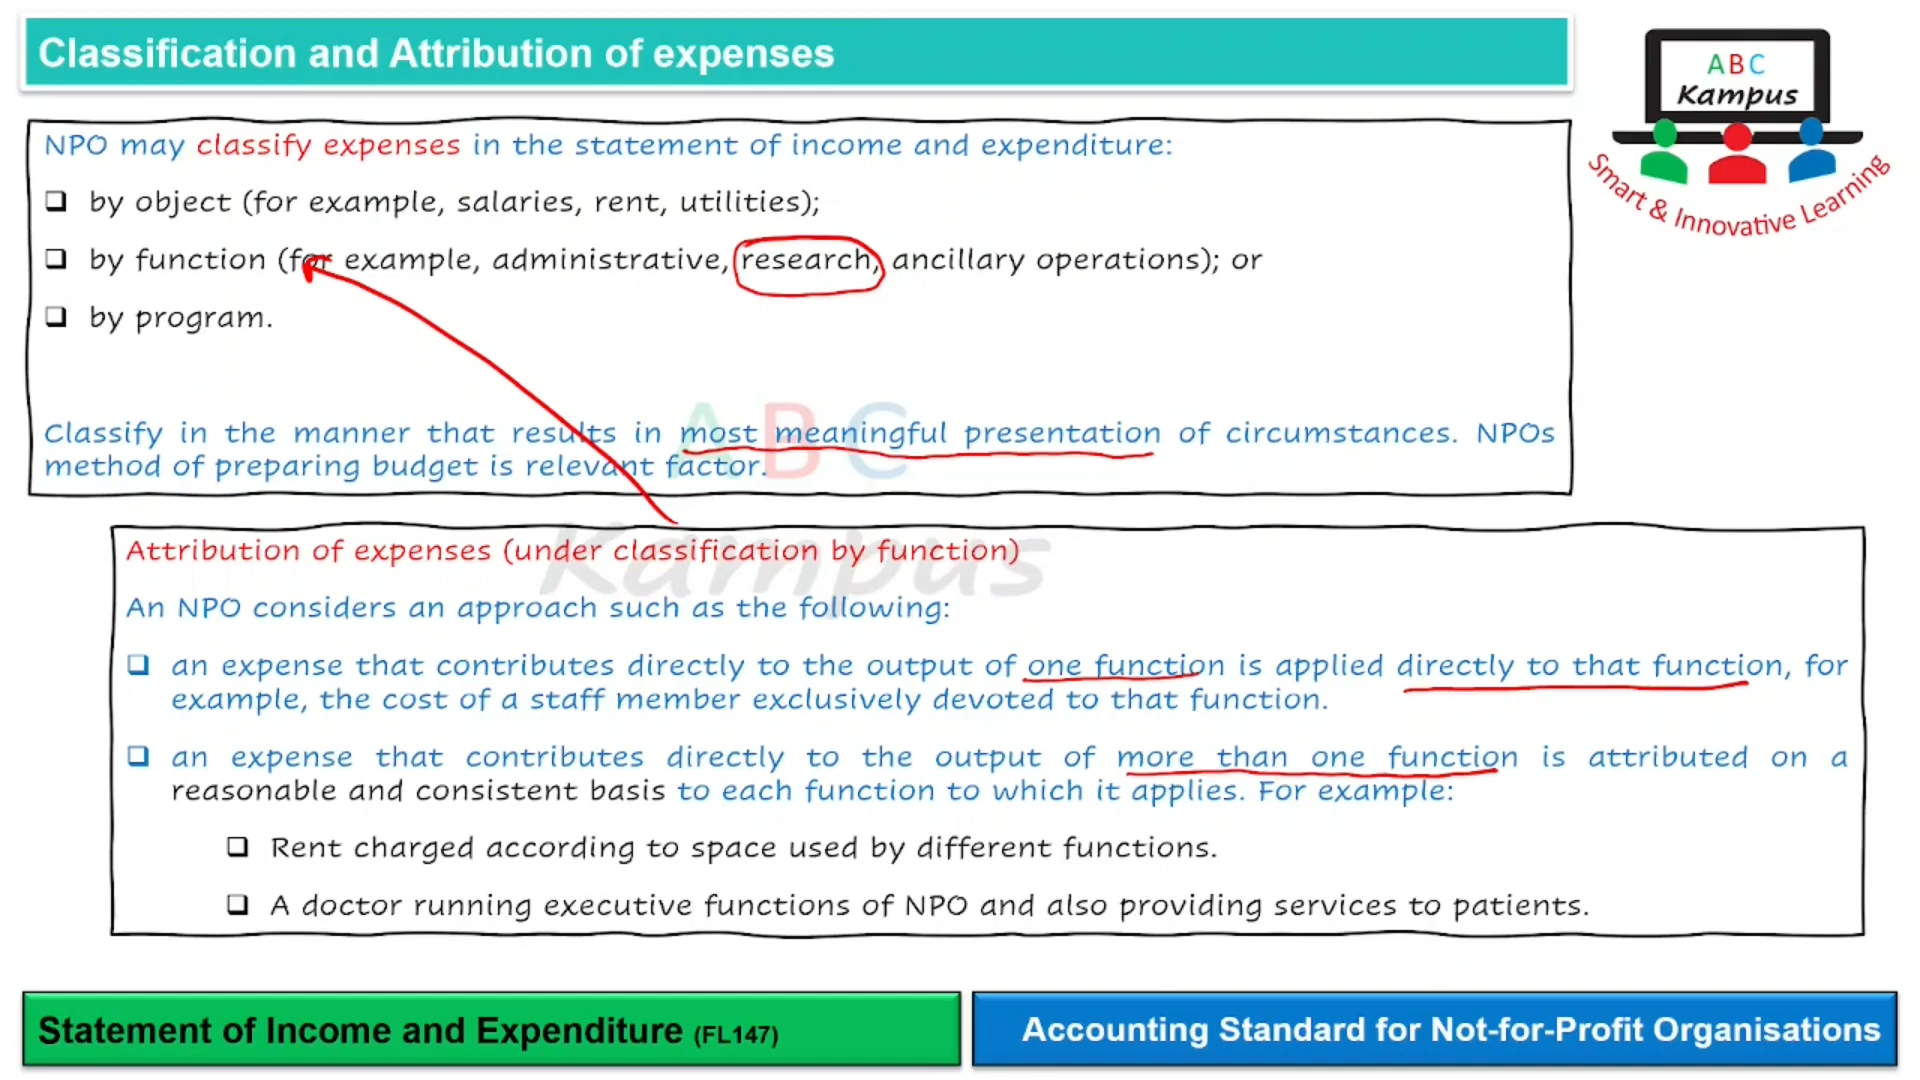 Classification and Attribution of expenses
ABC
Kampus
Smart & Innovative Learning
NPO may classify expenses in the statement of income and expenditure:
❑ by object (for example, salaries, rent, utilities);
❑ by function (for example, administrative, research, ancillary operations); or
❑ by program.
Classify in the manner that results in most meaningful presentation of circumstances. NPOs
method of preparing budget is relevant factor.
ABC
Kampus
Attribution of expenses (under classification by function)
An NPO considers an approach such as the following:
❑ an expense that contributes directly to the output of one function is applied directly to that function, for
example, the cost of a staff member exclusively devoted to that function.
❑ an expense that contributes directly to the output of more than one function is attributed on a
reasonable and consistent basis to each function to which it applies. For example:
❑ Rent charged according to space used by different functions.
❑ A doctor running executive functions of NPO and also providing services to patients.
Statement of Income and Expenditure (FL147)
Accounting Standard for Not-for-Profit Organisations